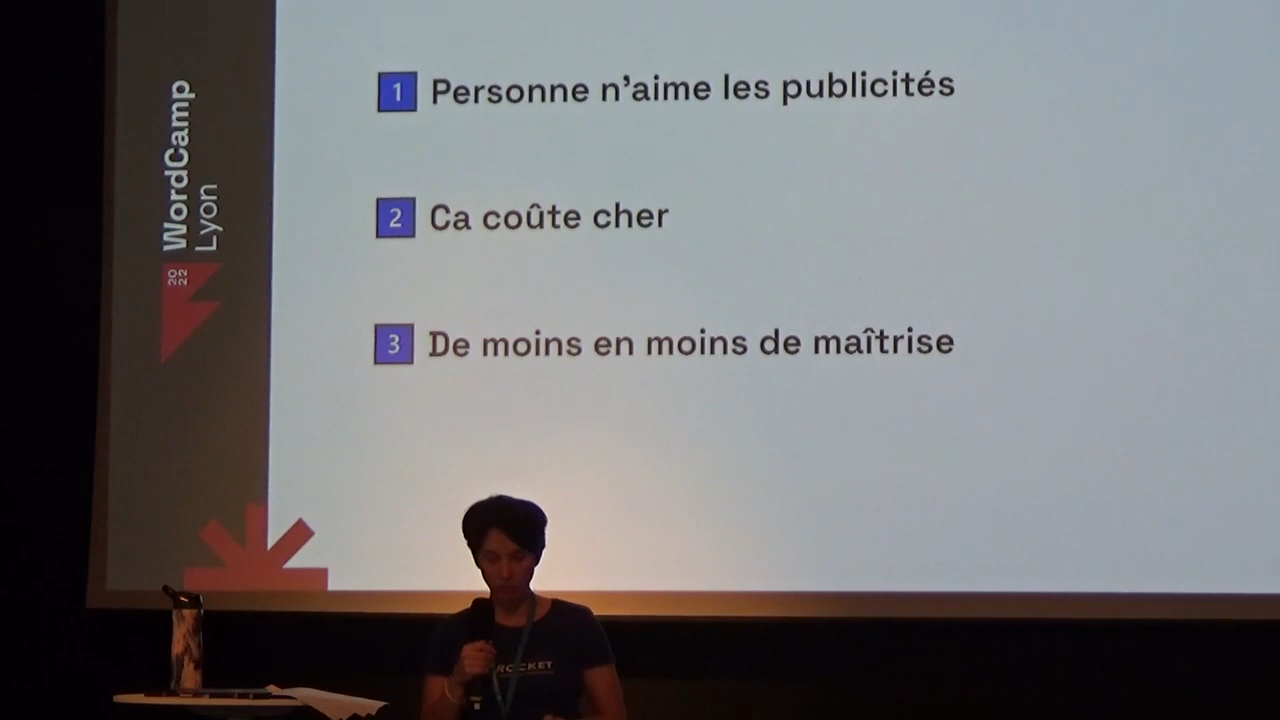 WordCamp
Lyon
20
22
1 Personne n'aime les publicités
2 Ca coûte cher
3 De moins en moins de maîtrise
ROCKET